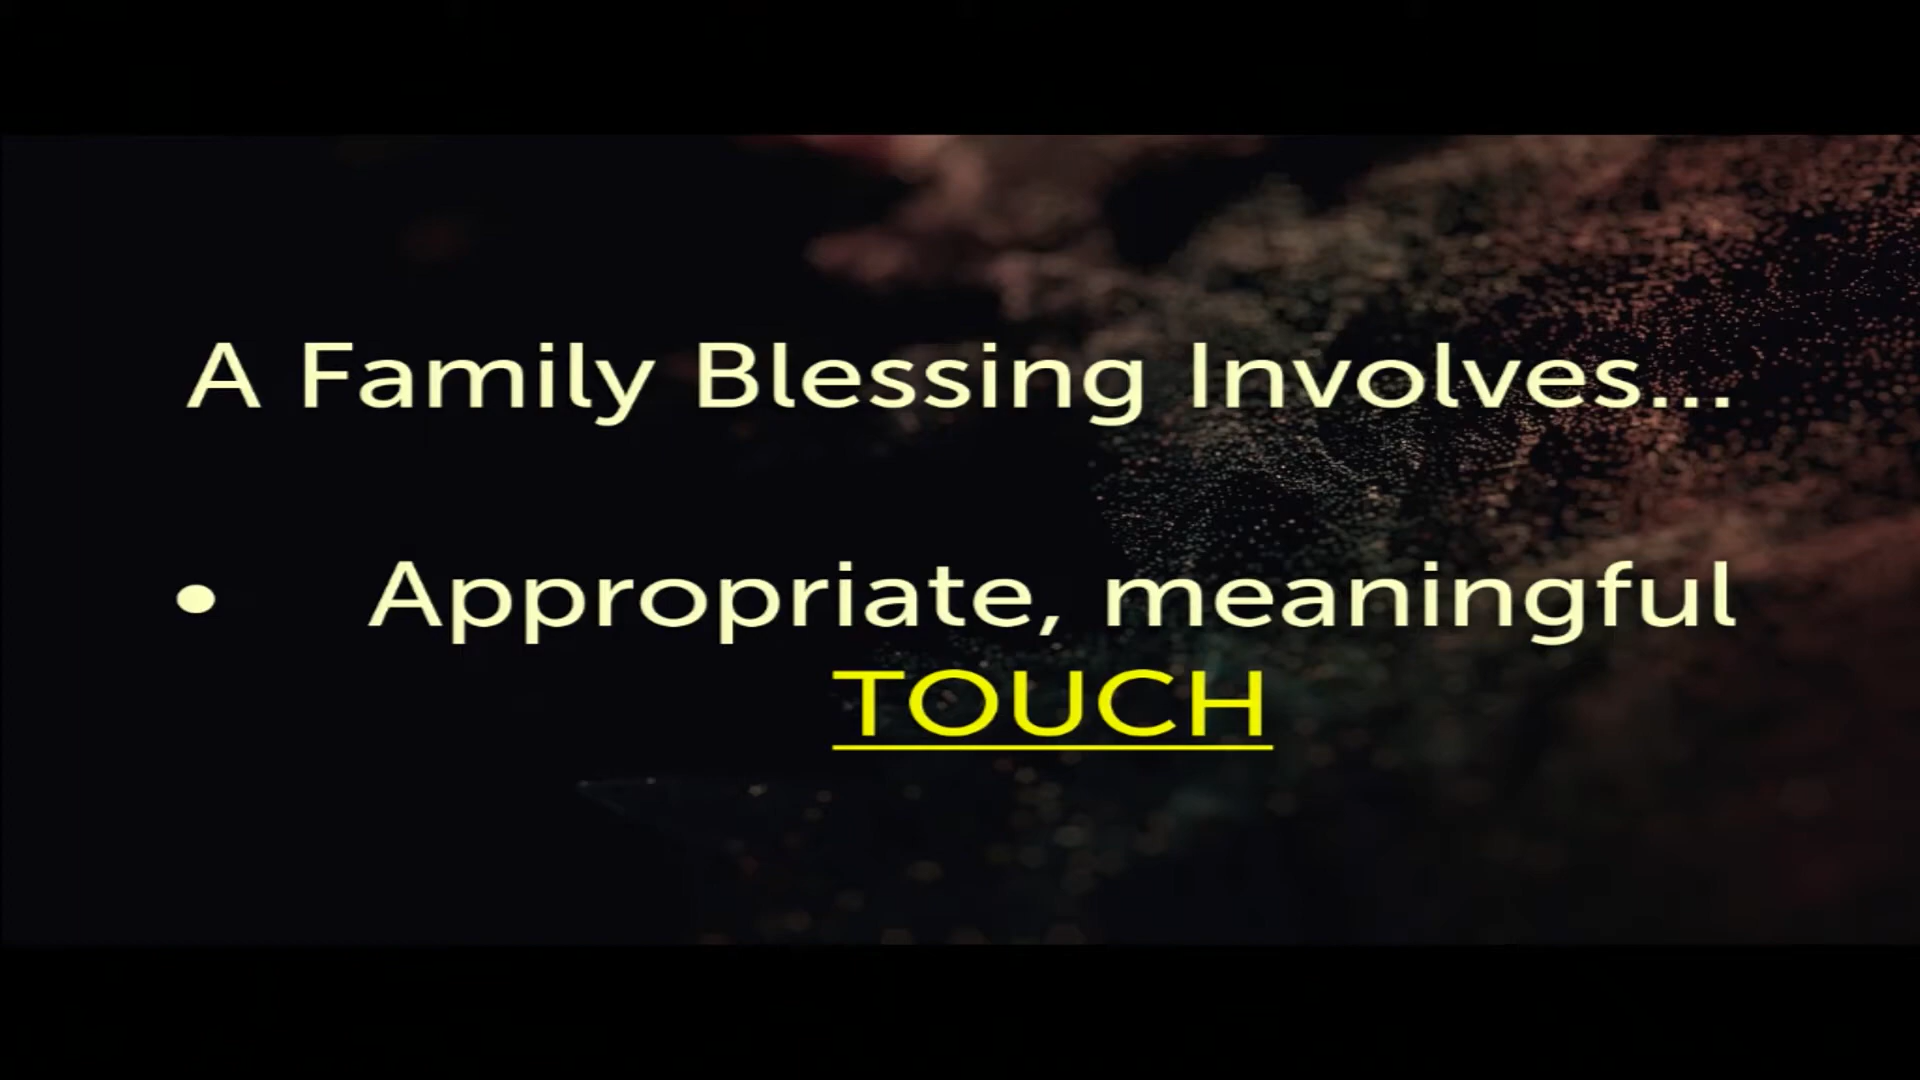 A Family Blessing Involves...
• Appropriate, meaningful
TOUCH